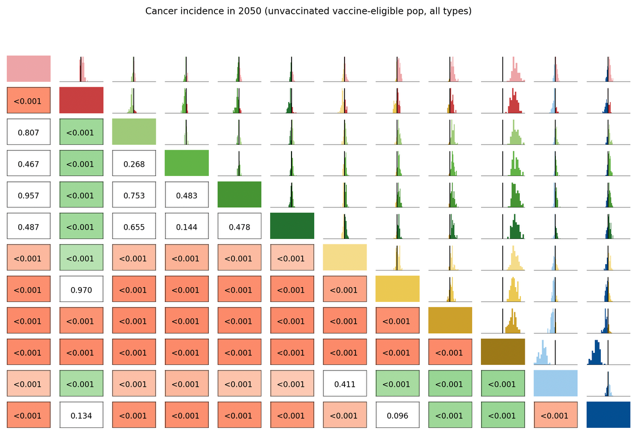 Cancer incidence in 2050 (unvaccinated vaccine-eligible pop, all types)
<0.001
0.807 <0.001
0.467 <0.001 0.268
0.957 <0.001 0.753 0.483
0.487 <0.001 0.655 0.144 0.478
<0.001 <0.001 <0.001 <0.001 <0.001 <0.001
<0.001 0.970 <0.001 <0.001 <0.001 <0.001 <0.001
<0.001 <0.001 <0.001 <0.001 <0.001 <0.001 <0.001 <0.001
<0.001 <0.001 <0.001 <0.001 <0.001 <0.001 <0.001 <0.001 <0.001
<0.001 <0.001 <0.001 <0.001 <0.001 <0.001 0.411 <0.001 <0.001 <0.001
<0.001 0.134 <0.001 <0.001 <0.001 <0.001 <0.001 0.096 <0.001 <0.001 <0.001